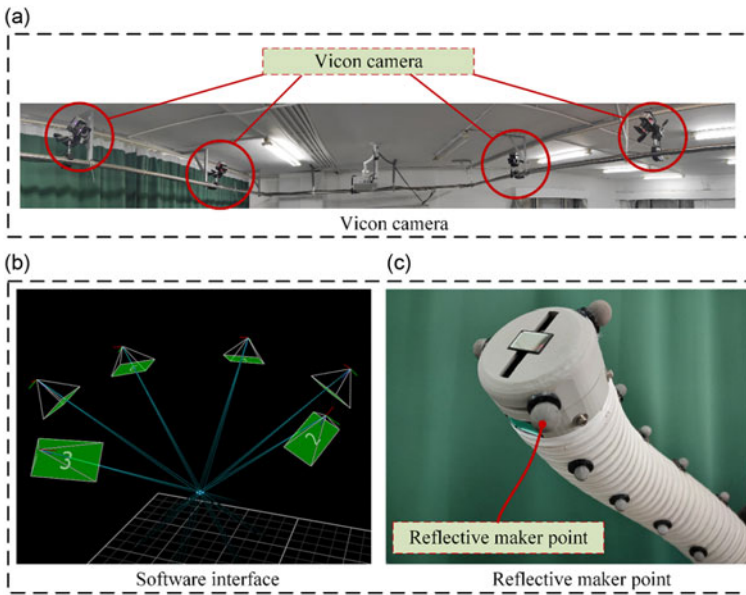 (a)
Vicon camera
Vicon camera
(b)
(c)
3
2
Reflective maker point
Software interface
Reflective maker point